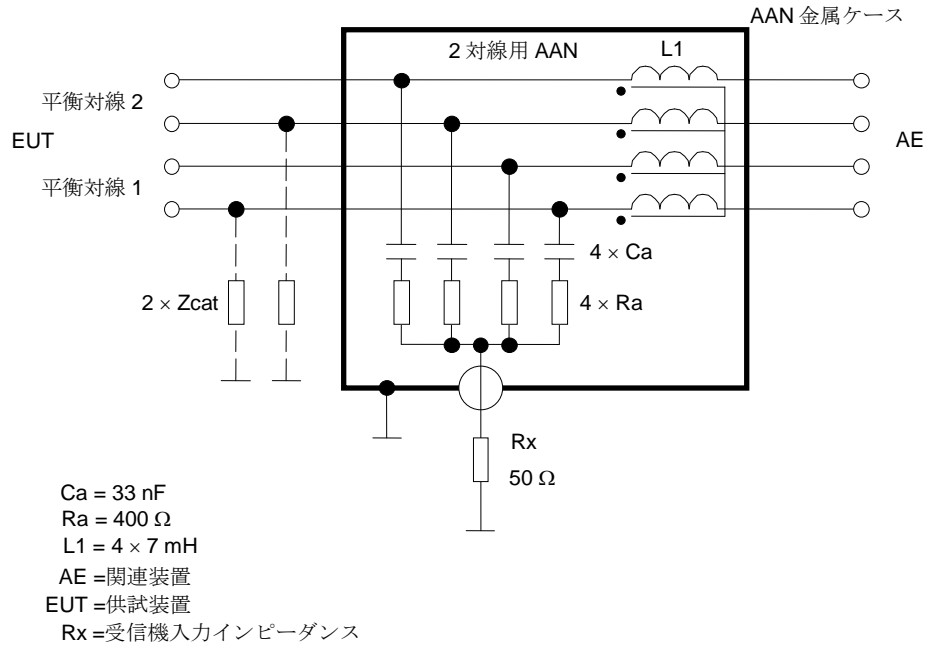 AAN 金属ケース
2 対線用 AAN
L1
平衡対線 2
EUT
AE
平衡対線 1
4 × Ca
2 × Zcat
4 × Ra
Rx
50 Ω
Ca = 33 nF
Ra = 400 Ω
L1 = 4 × 7 mH
AE =関連装置
EUT =供試装置
Rx =受信機入力インピーダンス